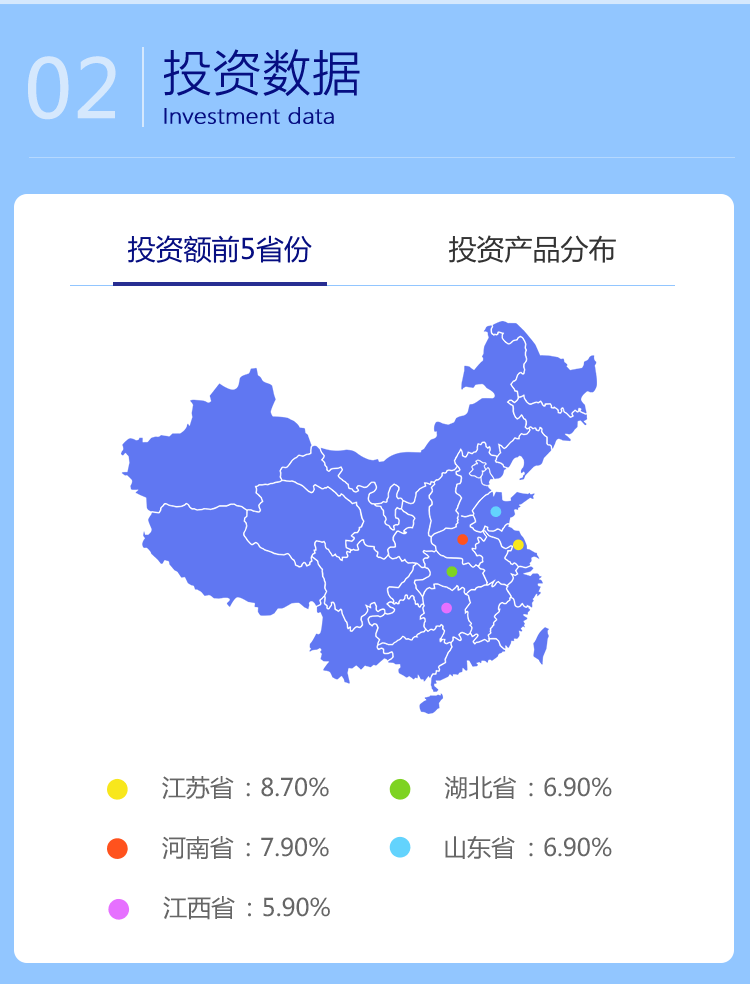 02
投资数据
Investment data
投资额前5省份 投资产品分布
江苏省：8.70% 湖北省：6.90%
河南省：7.90% 山东省：6.90%
江西省：5.90%